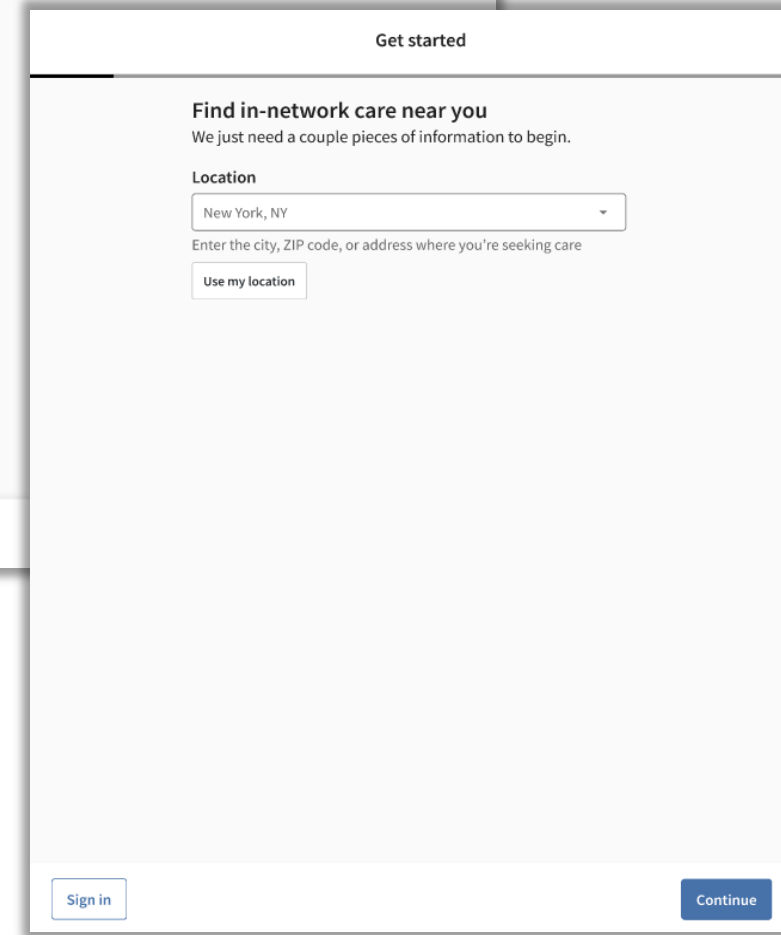 Get started
Find in-network care near you
We just need a couple pieces of information to begin.
Location
New York, NY
Enter the city, ZIP code, or address where you're seeking care
Use my location
Sign in
Continue